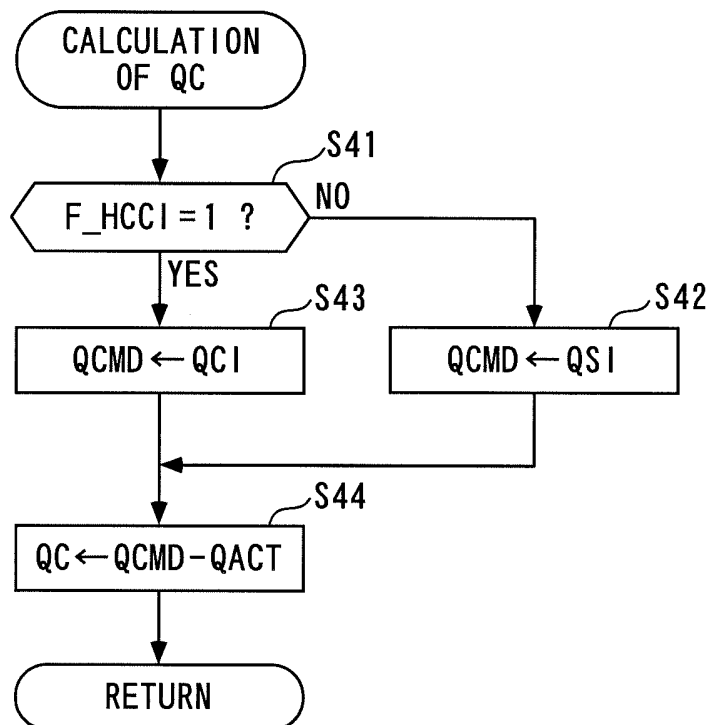 CALCULATION
OF QC
S41
F_HCCI=1 ?
NO
YES
S43
QCMD←QCI
S42
QCMD←QSI
S44
QC←QCMD-QACT
RETURN